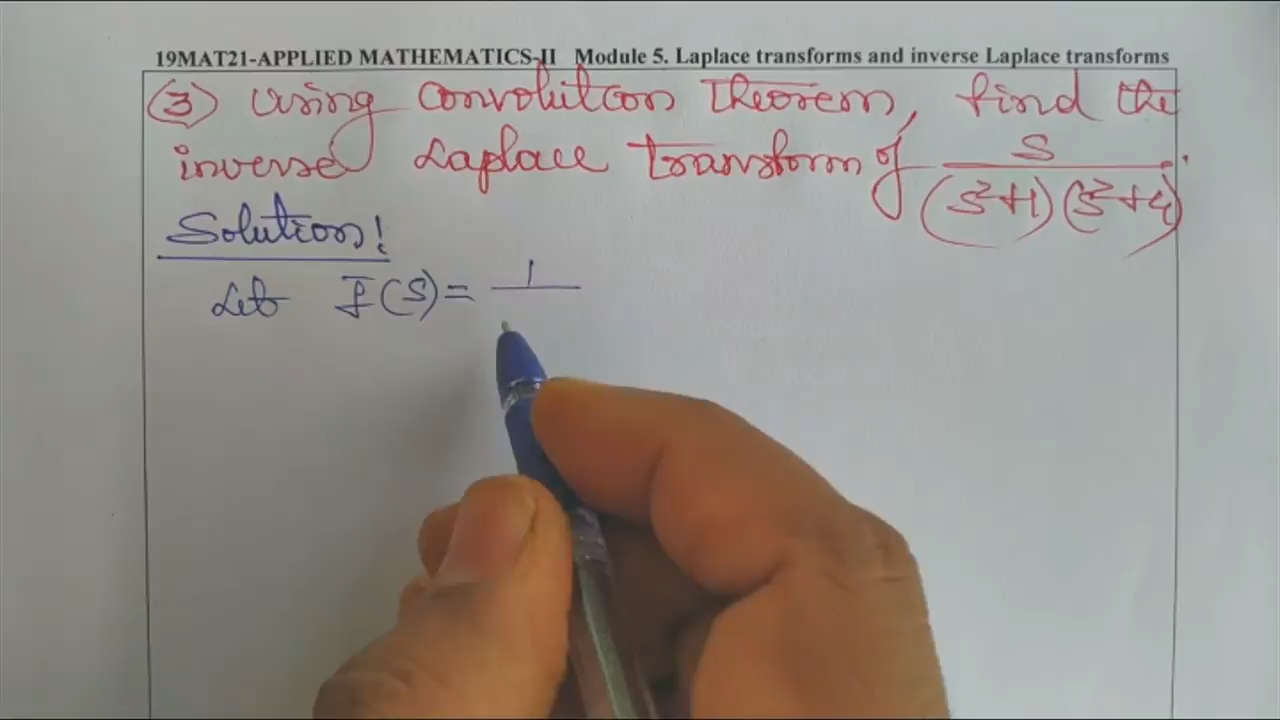 19MAT21-APPLIED MATHEMATICS-II Module 5. Laplace transforms and inverse Laplace transforms
(3) Using Convolution Theorem, find the
inverse Laplace transform of s/((s²+1)(s²+4)).
Solution!
Let F̄(s) = 1/